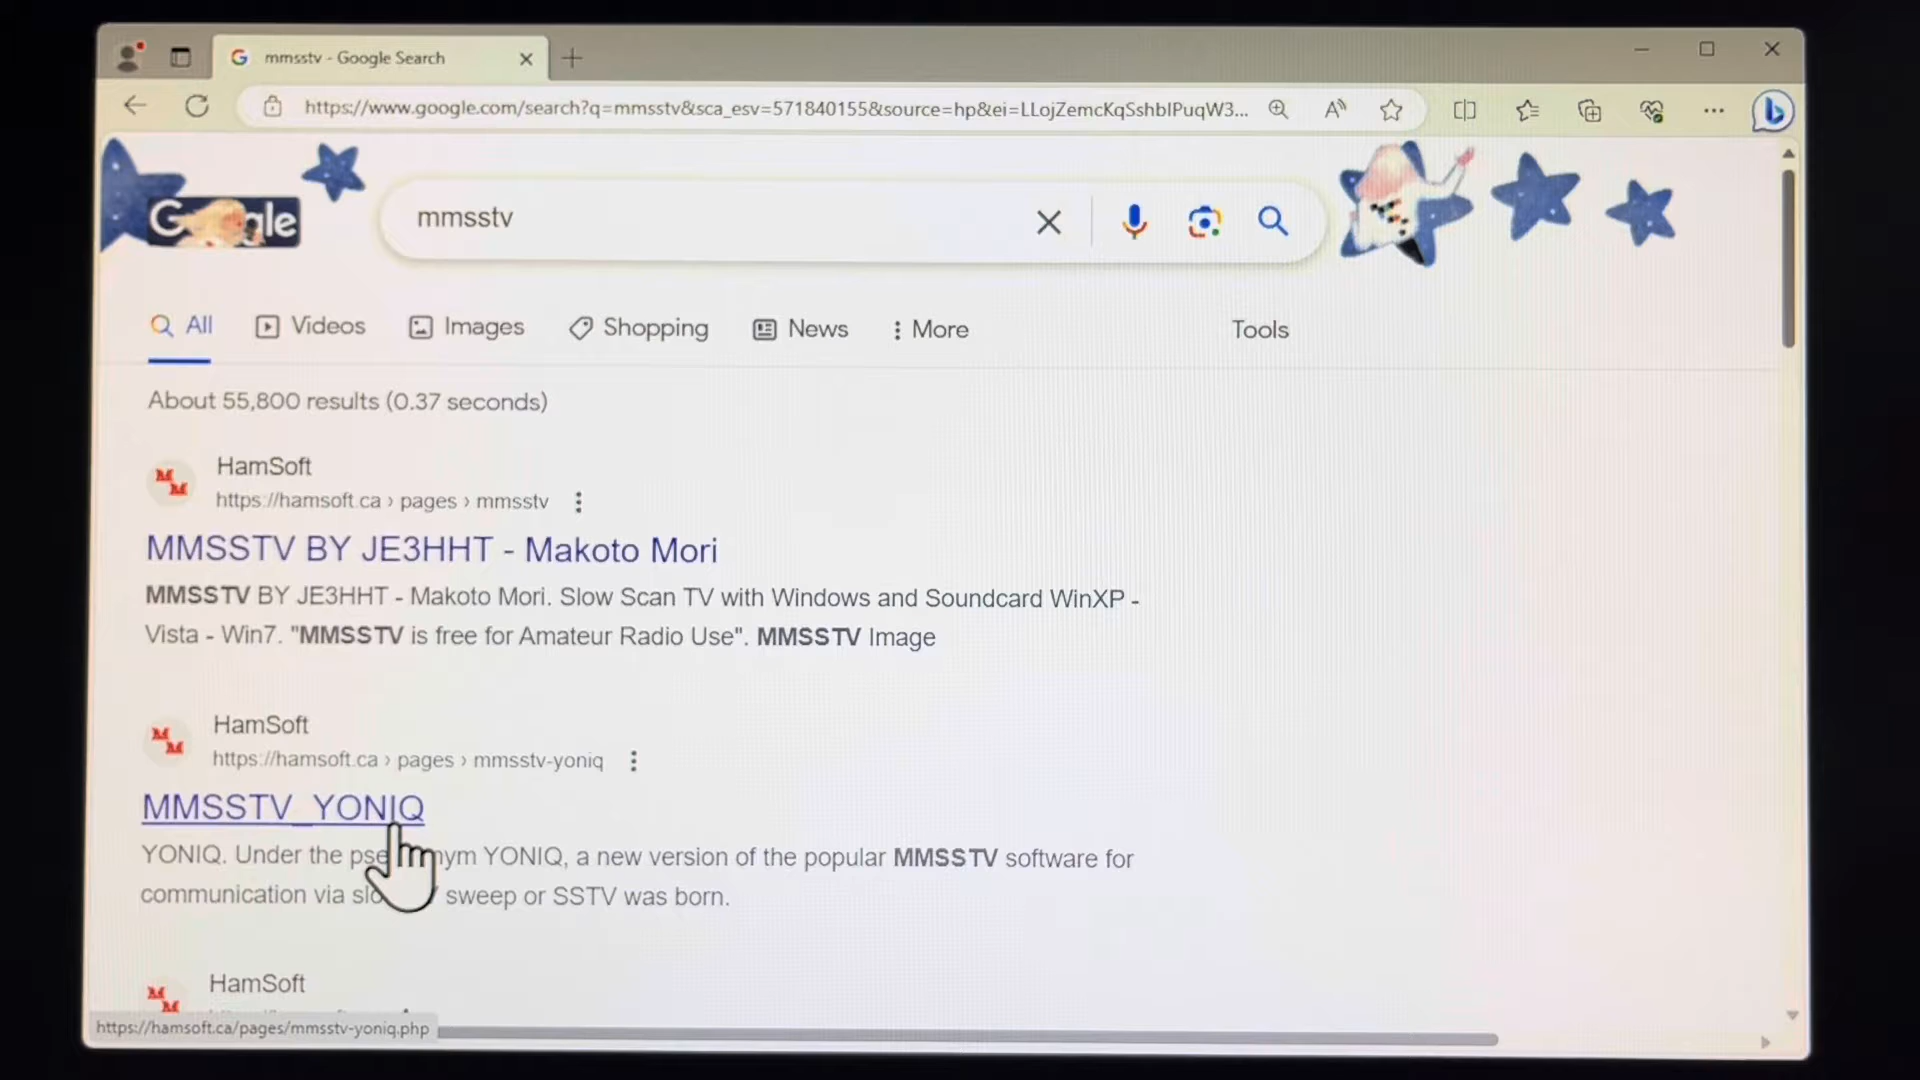 mmsstv - Google Search
https://www.google.com/search?q=mmsstv&sca_esv=571840155&source=hp&ei=LLojZemcKqSshbIPuqW3...
mmsstv
All
Videos
Images
Shopping
News
More
Tools
About 55,800 results (0.37 seconds)
HamSoft
https://hamsoft.ca › pages › mmsstv
MMSSTV BY JE3HHT - Makoto Mori
MMSSTV BY JE3HHT - Makoto Mori. Slow Scan TV with Windows and Soundcard WinXP -
Vista - Win7. "MMSSTV is free for Amateur Radio Use". MMSSTV Image
HamSoft
https://hamsoft.ca › pages › mmsstv-yoniq
MMSSTV_YONIQ
YONIQ. Under the YONIQ, a new version of the popular MMSSTV software for
communication via sweep or SSTV was born.
HamSoft
https://hamsoft.ca/pages/mmsstv-yoniq.php